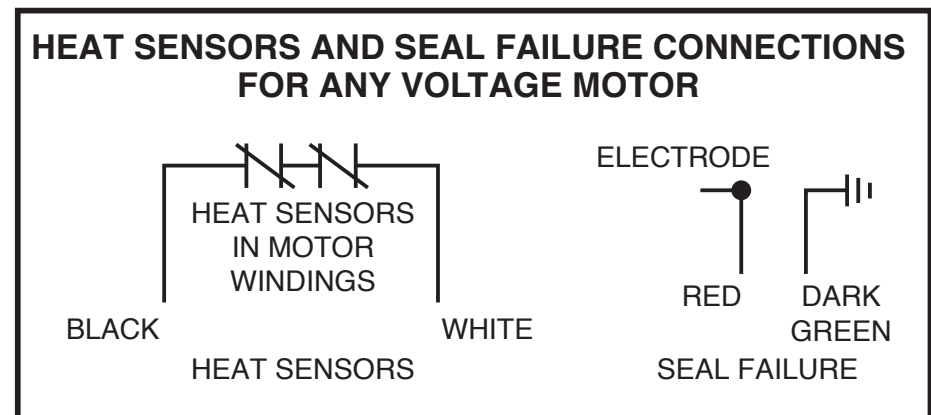 HEAT SENSORS AND SEAL FAILURE CONNECTIONS
FOR ANY VOLTAGE MOTOR
HEAT SENSORS
IN MOTOR
WINDINGS
BLACK
WHITE
HEAT SENSORS
ELECTRODE
RED
DARK
GREEN
SEAL FAILURE